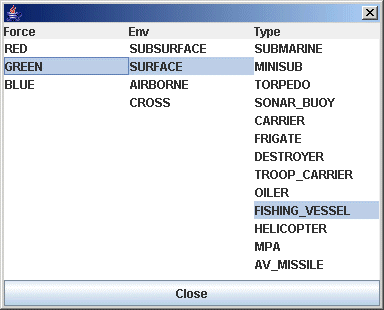 Force Env Type
RED SUBSURFACE SUBMARINE
GREEN SURFACE MINISUB
BLUE AIRBORNE TORPEDO
CROSS SONAR_BUOY
CARRIER
FRIGATE
DESTROYER
TROOP_CARRIER
OILER
FISHING_VESSEL
HELICOPTER
MPA
AV_MISSILE
Close